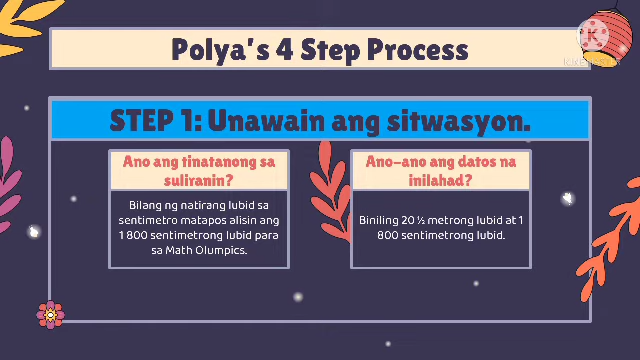 Polya's 4 Step Process
STEP 1: Unawain ang sitwasyon.
Ano ang tinatanong sa
suliranin?
Bilang ng natirang lubid sa
sentimetro matapos alisin ang
1 800 sentimetrong lubid para
sa Math Olumpics.
Ano-ano ang datos na
inilahad?
Biniling 20 ½ metrong lubid at 1
800 sentimetrong lubid.